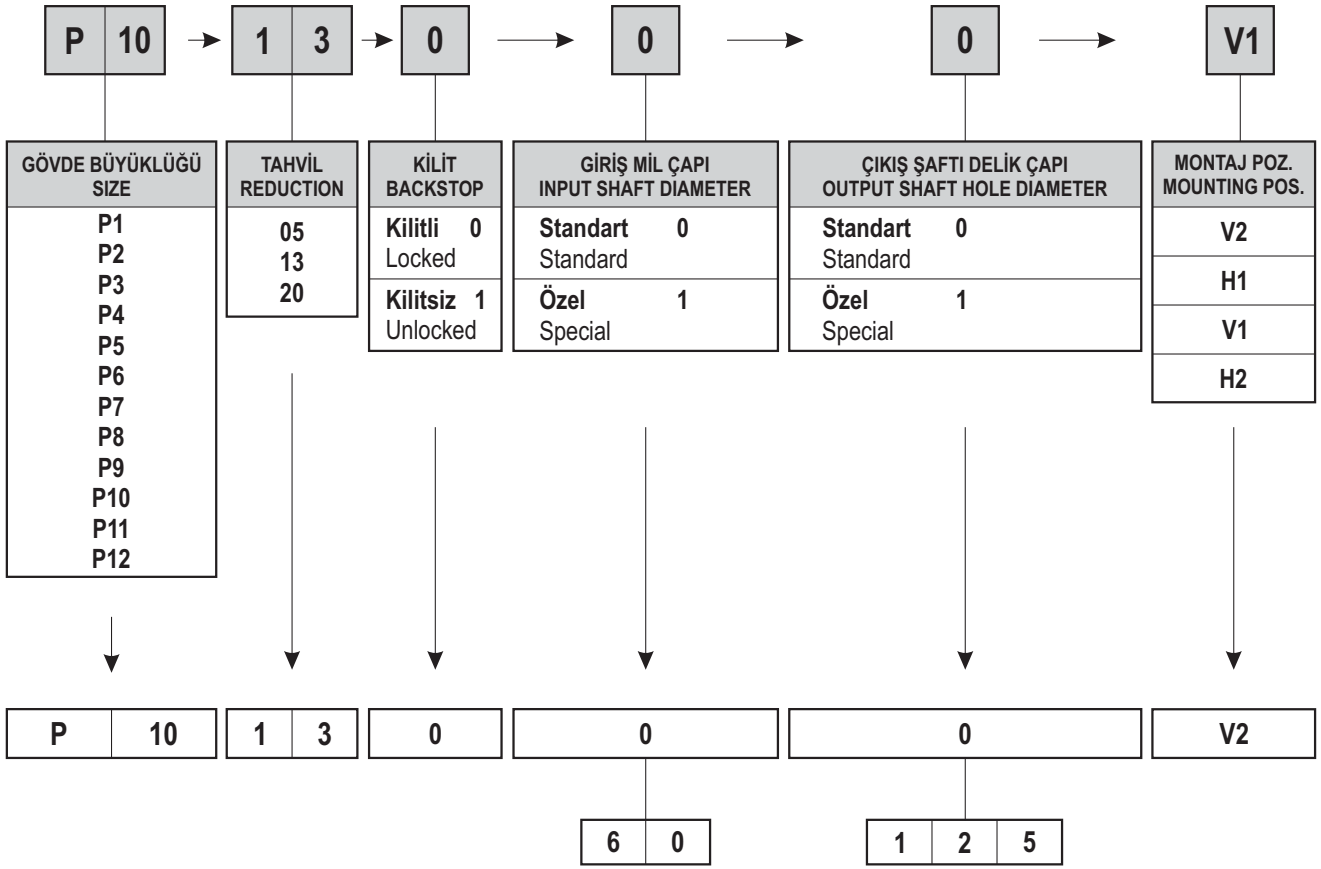 P 10 1 3 0 0 0 V1
GÖVDE BÜYÜKLÜĞÜ
SIZE
P1
P2
P3
P4
P5
P6
P7
P8
P9
P10
P11
P12
TAHVİL
REDUCTION
05
13
20
KİLİT
BACKSTOP
Kilitli 0
Locked
Kilitsiz 1
Unlocked
GİRİŞ MİL ÇAPI
INPUT SHAFT DIAMETER
Standart 0
Standard
Özel 1
Special
ÇIKIŞ ŞAFTI DELİK ÇAPI
OUTPUT SHAFT HOLE DIAMETER
Standart 0
Standard
Özel 1
Special
MONTAJ POZ.
MOUNTING POS.
V2
H1
V1
H2
P 10 1 3 0 0 0 V2
6 0 1 2 5